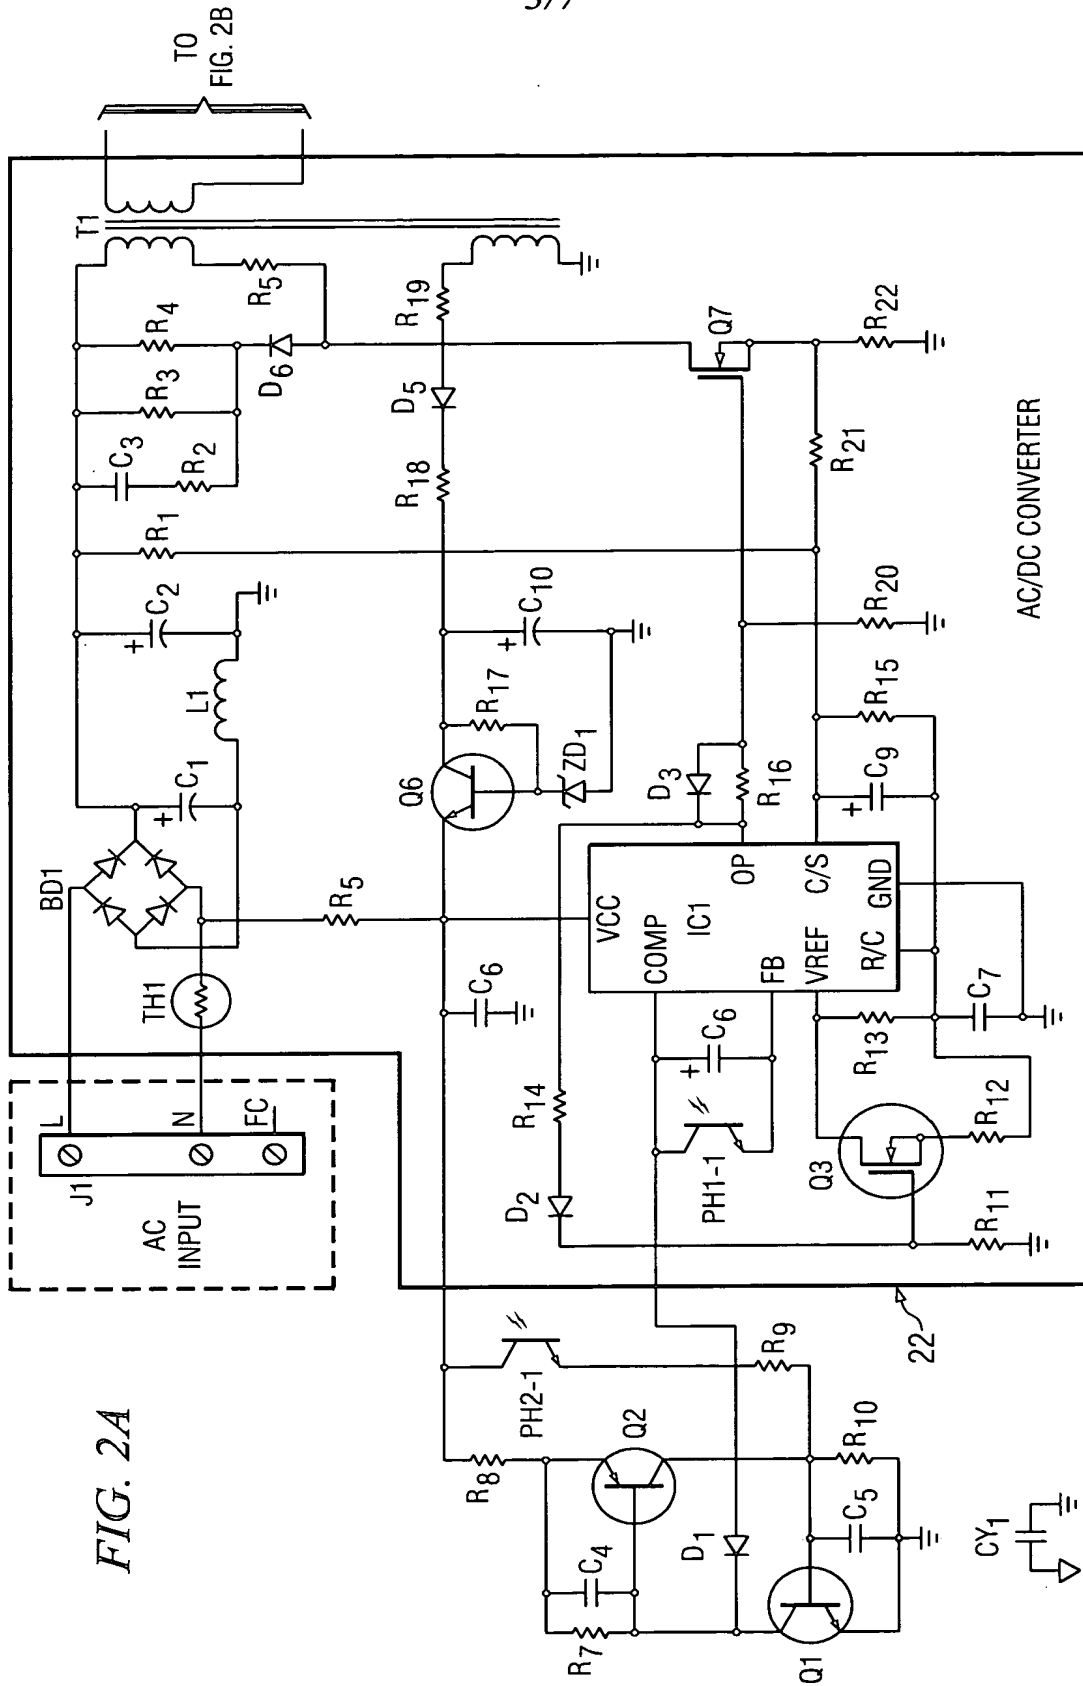 3/7
FIG. 2A
TO
FIG. 2B
AC
INPUT
J1
L
N
FC
TH1
BD1
C1
L1
C2
R1
C3
R2
R3
R4
D6
R5
T1
R5
C6
Q6
R17
ZD1
C10
R18
D5
R19
VCC
COMP
IC1
OP
FB
VREF
C/S
R/C
GND
D3
R16
Q7
R22
R21
R20
R15
C9
C7
R13
R12
Q3
R11
D2
R14
C6
PH1-1
AC/DC CONVERTER
22
PH2-1
R9
R8
Q2
R10
C4
R7
D1
C5
Q1
CY1